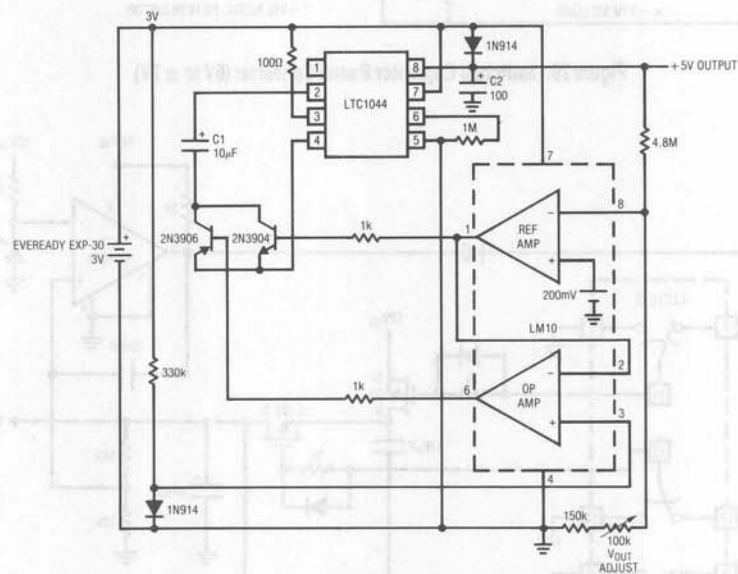 3V
1N914
100Ω
1
2
3
4
LTC1044
8
7
6
5
+5V OUTPUT
C2
100
1M
4.8M
+
C1
10µF
+
7
EVEREADY EXP-30
3V
+
2N3906
2N3904
1k
1
REF
AMP
−
+
8
200mV
LM10
330k
1k
6
OP
AMP
−
+
2
3
4
1N914
150k
100k
VOUT
ADJUST